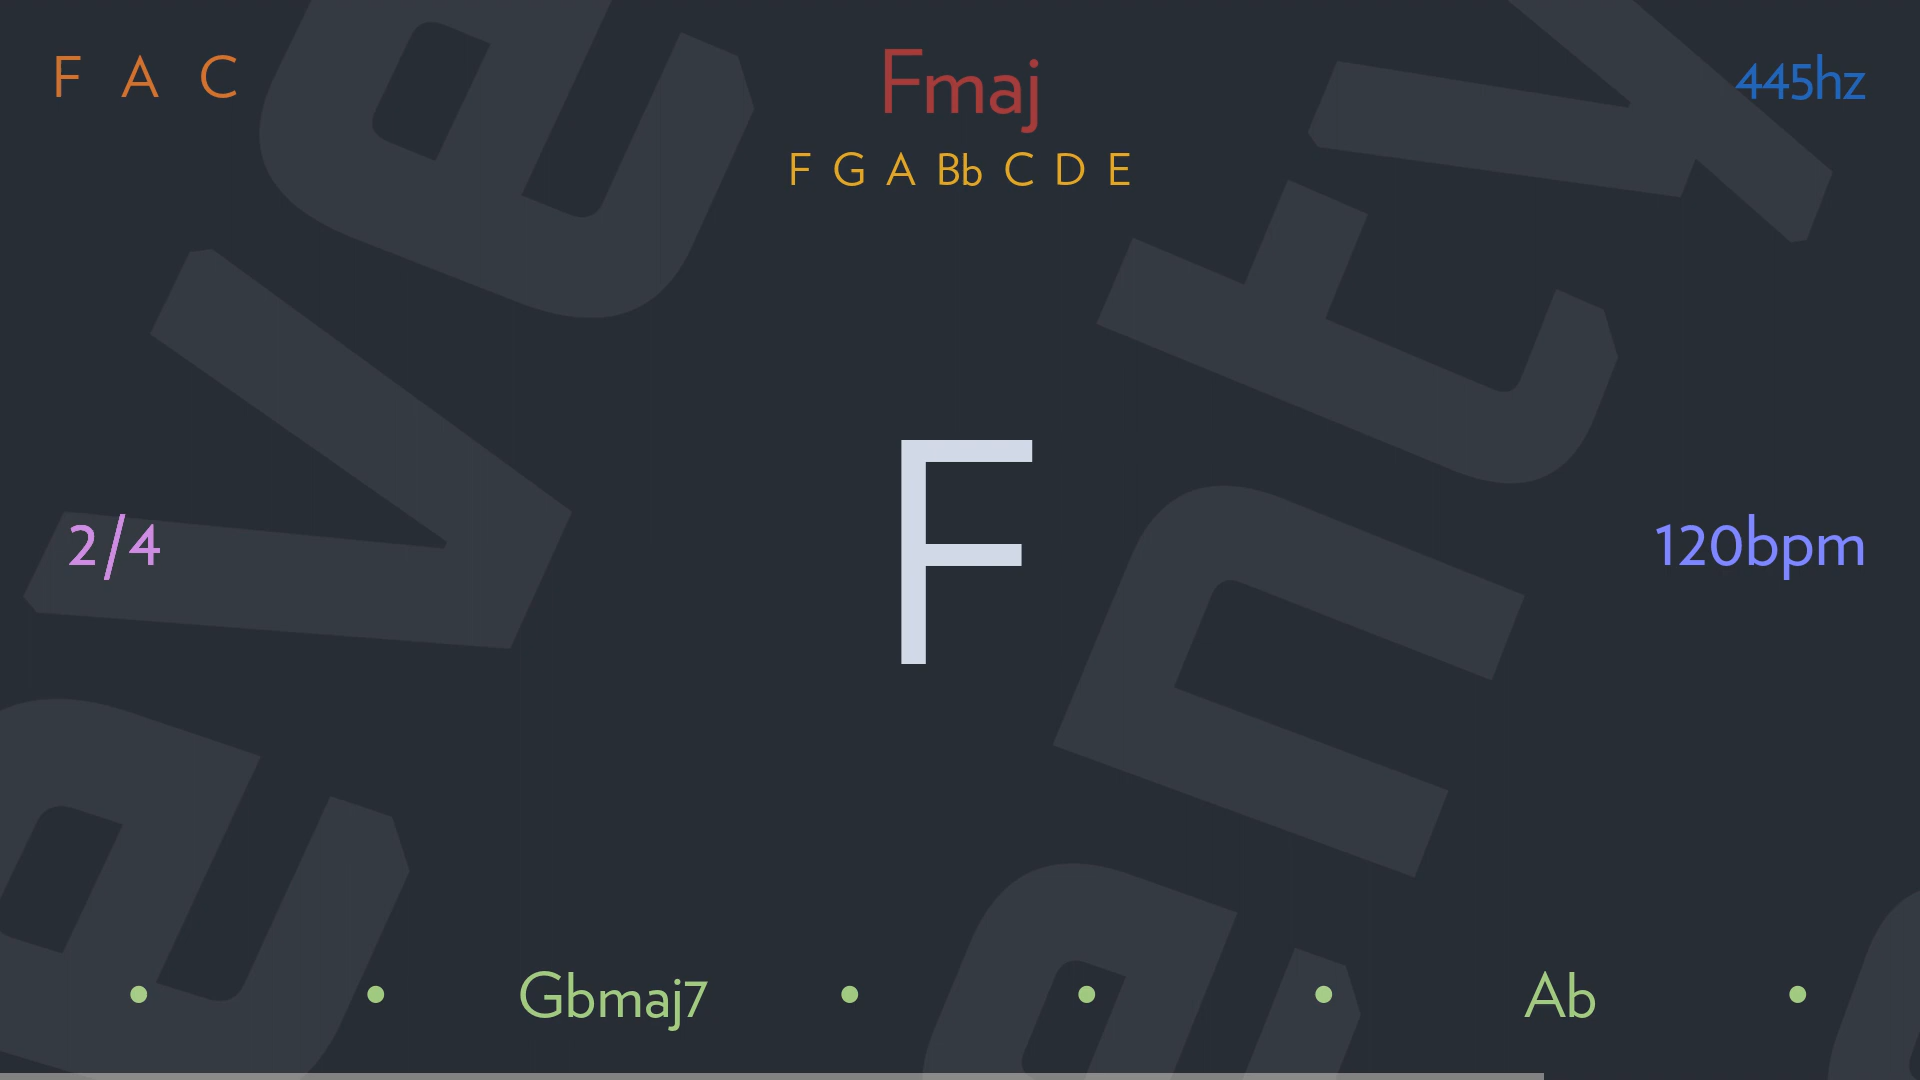 F A C
Fmaj
445hz
F G A Bb C D E
2/4
F
120bpm
• • Gbmaj7 • • • Ab •